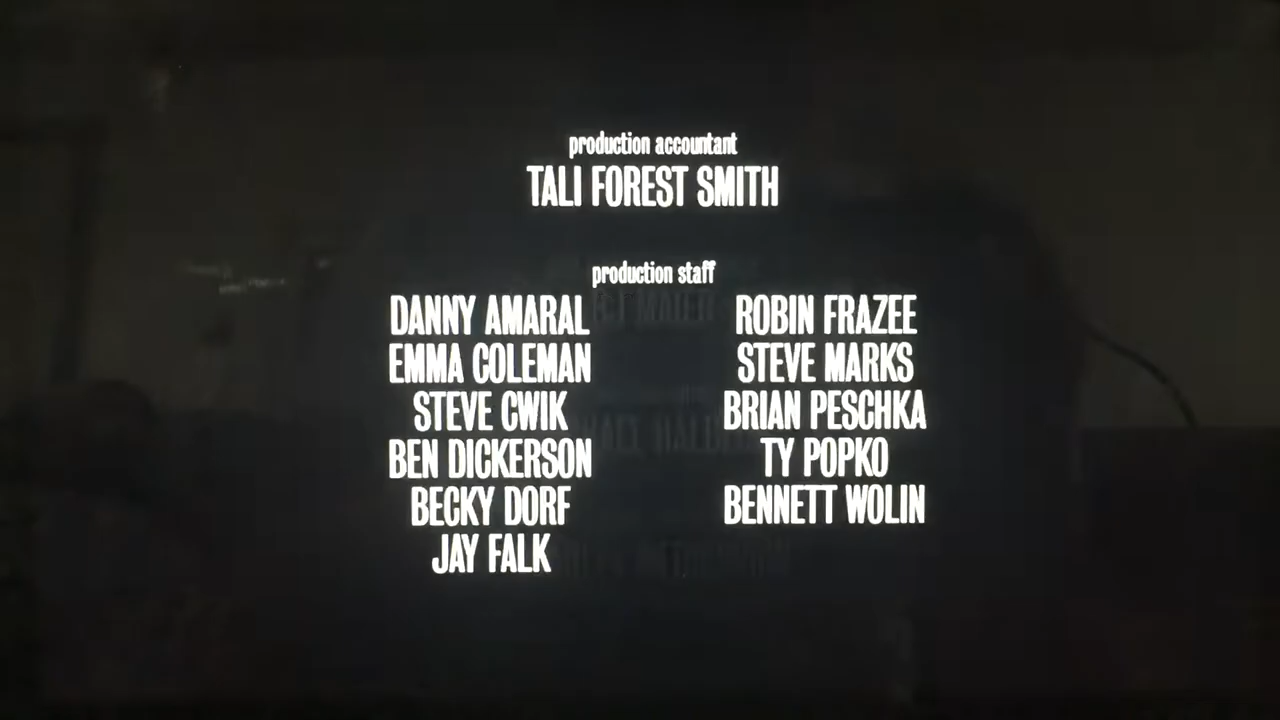 production accountant
TALI FOREST SMITH
production staff
DANNY AMARAL
EMMA COLEMAN
STEVE CWIK
BEN DICKERSON
BECKY DORF
JAY FALK
ROBIN FRAZEE
STEVE MARKS
BRIAN PESCHKA
TY POPKO
BENNETT WOLIN